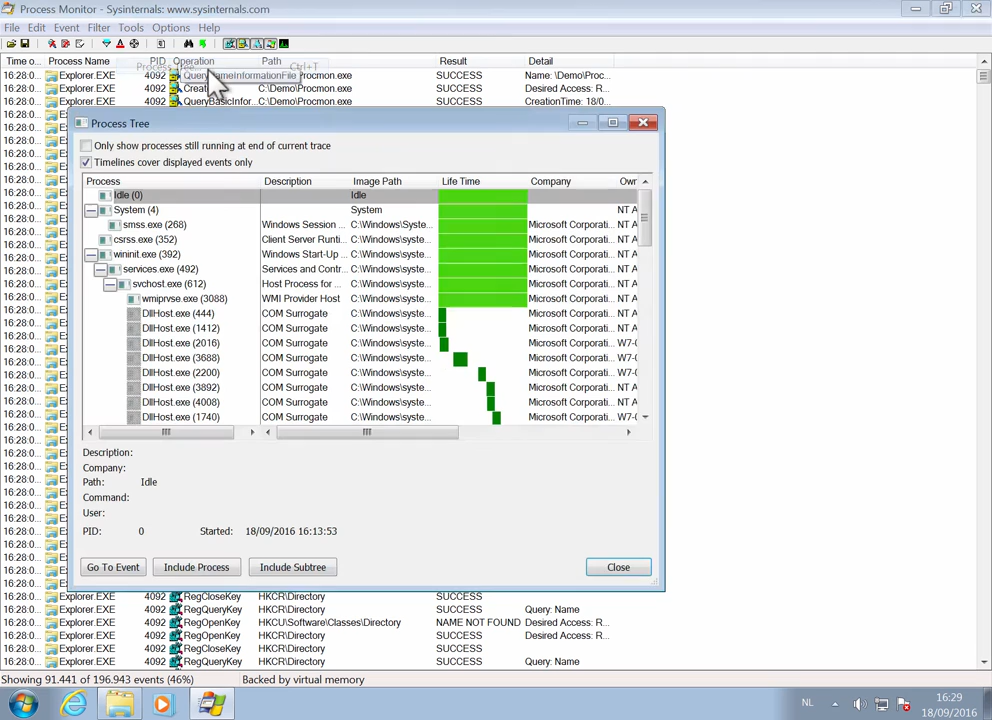 Process Monitor - Sysinternals: www.sysinternals.com
File Edit Event Filter Tools Options Help
Time o... Process Name PID Operation Path Result Detail
Process Tree... Ctrl+T
16:28:0... Explorer.EXE 4092 QueryNameInformationFile Procmon.exe SUCCESS Name: \Demo\Proc...
16:28:0... Explorer.EXE 4092 C:\Demo\Procmon.exe SUCCESS Desired Access: R...
16:28:0... Explorer.EXE 4092 QueryBasicInfor... C:\Demo\Procmon.exe SUCCESS CreationTime: 18/0...
Process Tree
Only show processes still running at end of current trace
Timelines cover displayed events only
Process Description Image Path Life Time Company Own
Idle (0) Idle
System (4) System NT A
smss.exe (268) Windows Session ... C:\Windows\Syste... Microsoft Corporati... NT A
csrss.exe (352) Client Server Runti... C:\Windows\syste... Microsoft Corporati... NT A
wininit.exe (392) Windows Start-Up ... C:\Windows\syste... Microsoft Corporati... NT A
services.exe (492) Services and Contr... C:\Windows\syste... Microsoft Corporati... NT A
svchost.exe (612) Host Process for ... C:\Windows\syste... Microsoft Corporati... NT A
wmiprvse.exe (3088) WMI Provider Host C:\Windows\syste... Microsoft Corporati... NT A
DllHost.exe (444) COM Surrogate C:\Windows\syste... Microsoft Corporati... NT A
DllHost.exe (1412) COM Surrogate C:\Windows\syste... Microsoft Corporati... NT A
DllHost.exe (2016) COM Surrogate C:\Windows\syste... Microsoft Corporati... W7-0
DllHost.exe (3688) COM Surrogate C:\Windows\syste... Microsoft Corporati... NT A
DllHost.exe (2200) COM Surrogate C:\Windows\syste... Microsoft Corporati... W7-0
DllHost.exe (3892) COM Surrogate C:\Windows\syste... Microsoft Corporati... NT A
DllHost.exe (4008) COM Surrogate C:\Windows\syste... Microsoft Corporati... NT A
DllHost.exe (1740) COM Surrogate C:\Windows\syste... Microsoft Corporati... W7-0
Description:
Company:
Path: Idle
Command:
User:
PID: 0 Started: 18/09/2016 16:13:53
Go To Event Include Process Include Subtree Close
16:28:0... Explorer.EXE 4092 RegCloseKey HKCR\Directory SUCCESS
16:28:0... Explorer.EXE 4092 RegQueryKey HKCR\Directory SUCCESS Query: Name
16:28:0... Explorer.EXE 4092 RegOpenKey HKCU\Software\Classes\Directory NAME NOT FOUND Desired Access: R...
16:28:0... Explorer.EXE 4092 RegOpenKey HKCR\Directory SUCCESS Desired Access: R...
16:28:0... Explorer.EXE 4092 RegCloseKey HKCR\Directory SUCCESS
16:28:0... Explorer.EXE 4092 RegQueryKey HKCR\Directory SUCCESS Query: Name
Showing 91.441 of 196.943 events (46%) Backed by virtual memory
NL 16:29
18/09/2016